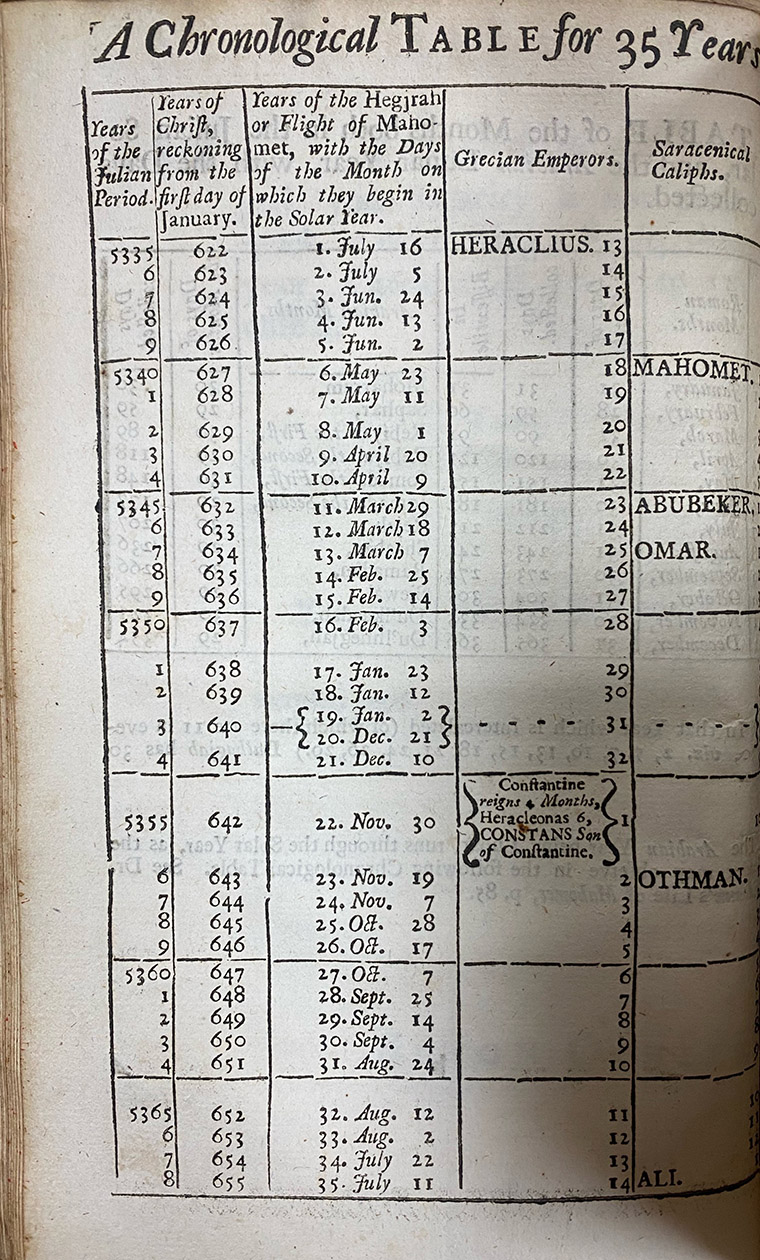 A Chronological TABLE for 35 Years
Years of the Julian Period.
Years of Chriſt, reckoning from the firſt day of January.
Years of the Hegjrah or Flight of Mahomet, with the Days of the Month on which they begin in the Solar Year.
Grecian Emperors.
Saracenical Caliphs.
5335 622 1. July 16 HERACLIUS. 13
6 623 2. July 5 14
7 624 3. Jun. 24 15
8 625 4. Jun. 13 16
9 626 5. Jun. 2 17
5340 627 6. May 23 18 MAHOMET.
1 628 7. May 11 19
2 629 8. May 1 20
3 630 9. April 20 21
4 631 10. April 9 22
5345 632 11. March 29 23 ABUBEKER,
6 633 12. March 18 24
7 634 13. March 7 25 OMAR.
8 635 14. Feb. 25 26
9 636 15. Feb. 14 27
5350 637 16. Feb. 3 28
1 638 17. Jan. 23 29
2 639 18. Jan. 12 30
3 640 —{ 19. Jan. 2 } - - - - 31 - - - -
20. Dec. 21
4 641 21. Dec. 10 32
Conſtantine
reigns 4 Months,
Heracleonas 6,
5355 642 22. Nov. 30 1
CONSTANS Son
of Conſtantine.
6 643 23. Nov. 19 2 OTHMAN.
7 644 24. Nov. 7 3
8 645 25. Oct. 28 4
9 646 26. Oct. 17 5
5360 647 27. Oct. 7 6
1 648 28. Sept. 25 7
2 649 29. Sept. 14 8
3 650 30. Sept. 4 9
4 651 31. Aug. 24 10
5365 652 32. Aug. 12 11
6 653 33. Aug. 2 12
7 654 34. July 22 13
8 655 35. July 11 14 ALI.